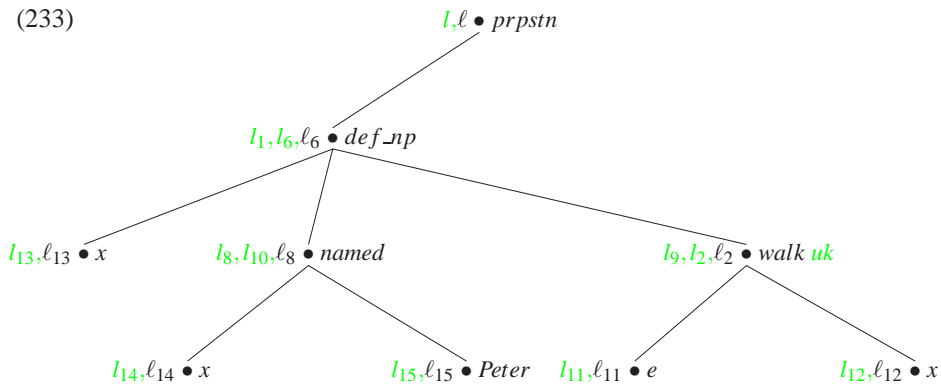 (233)
l,ℓ • prpstn
l₁, l₆,ℓ₆ • def_np
l₁₃,ℓ₁₃ • x
l₈, l₁₀,ℓ₈ • named
l₉, l₂,ℓ₂ • walk uk
l₁₄,ℓ₁₄ • x
l₁₅,ℓ₁₅ • Peter
l₁₁,ℓ₁₁ • e
l₁₂,ℓ₁₂ • x